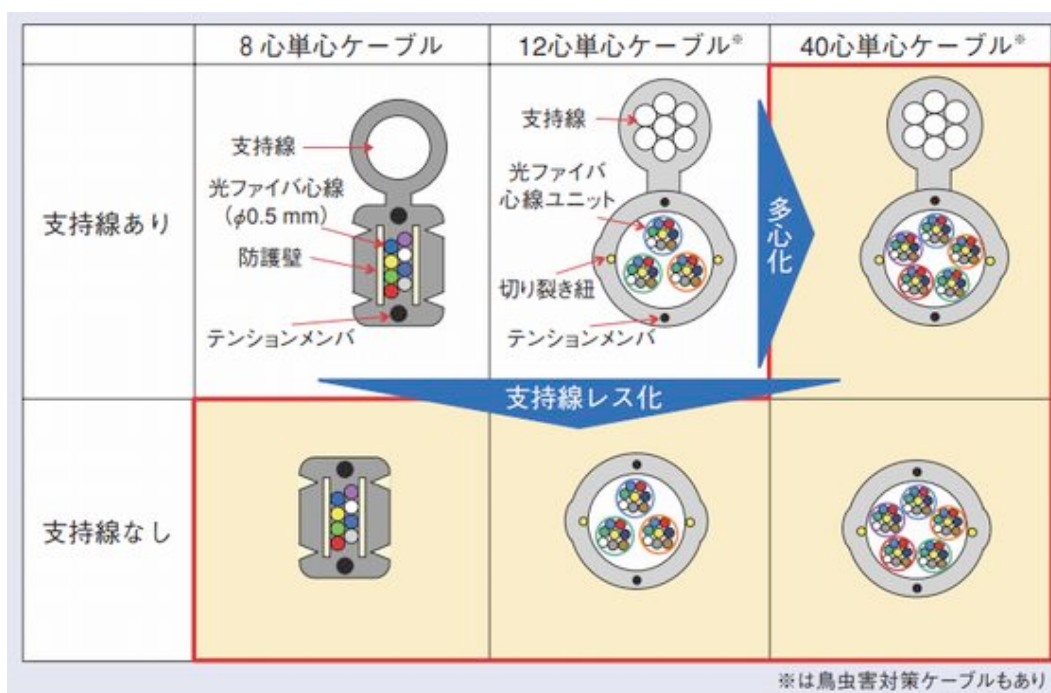 8 心単心ケーブル
12心単心ケーブル※
40心単心ケーブル※
支持線あり
支持線
光ファイバ心線
(φ0.5 mm)
防護壁
テンションメンバ
支持線
光ファイバ
心線ユニット
切り裂き紐
テンションメンバ
多心化
支持線レス化
支持線なし
※は鳥虫害対策ケーブルもあり